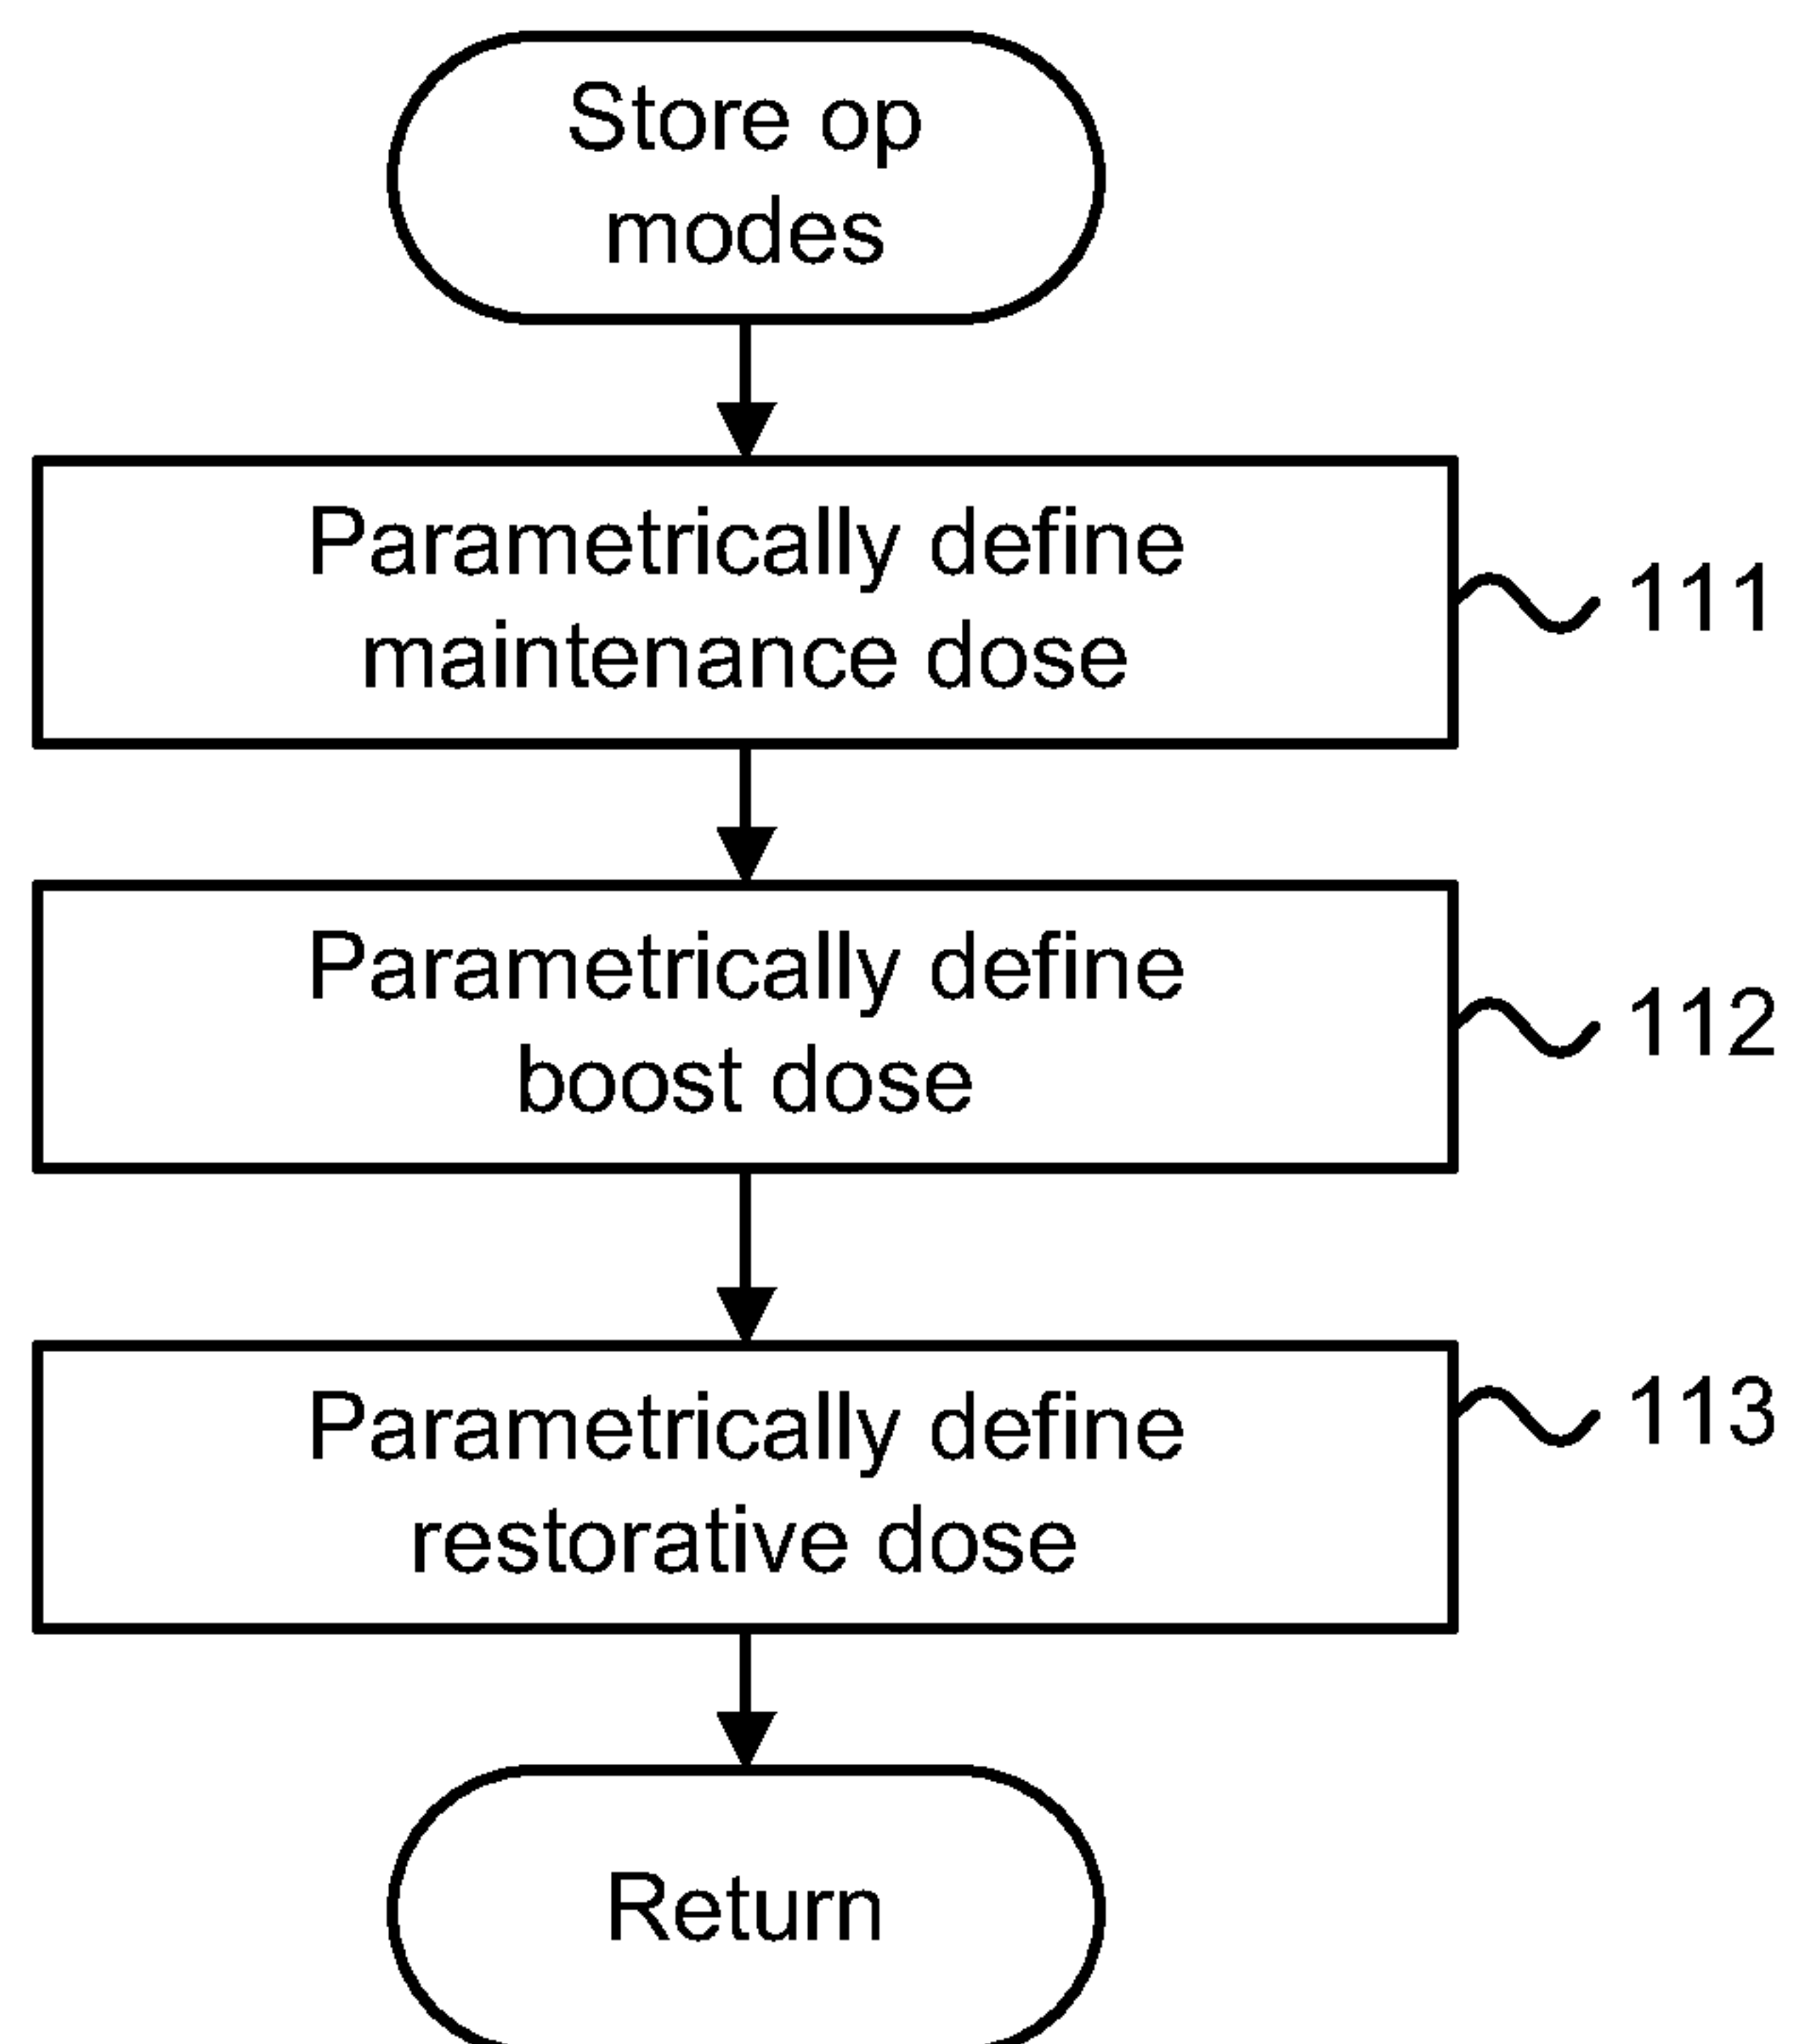 Store op
modes
Parametrically define
maintenance dose
111
Parametrically define
boost dose
112
Parametrically define
restorative dose
113
Return